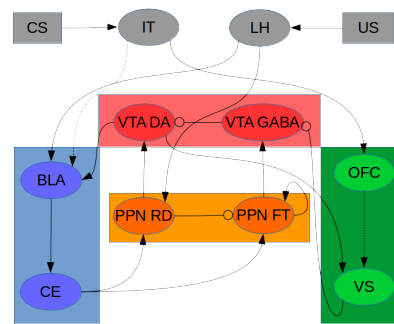 CS
IT
LH
US
VTA DA
VTA GABA
BLA
OFC
PPN RD
PPN FT
CE
VS